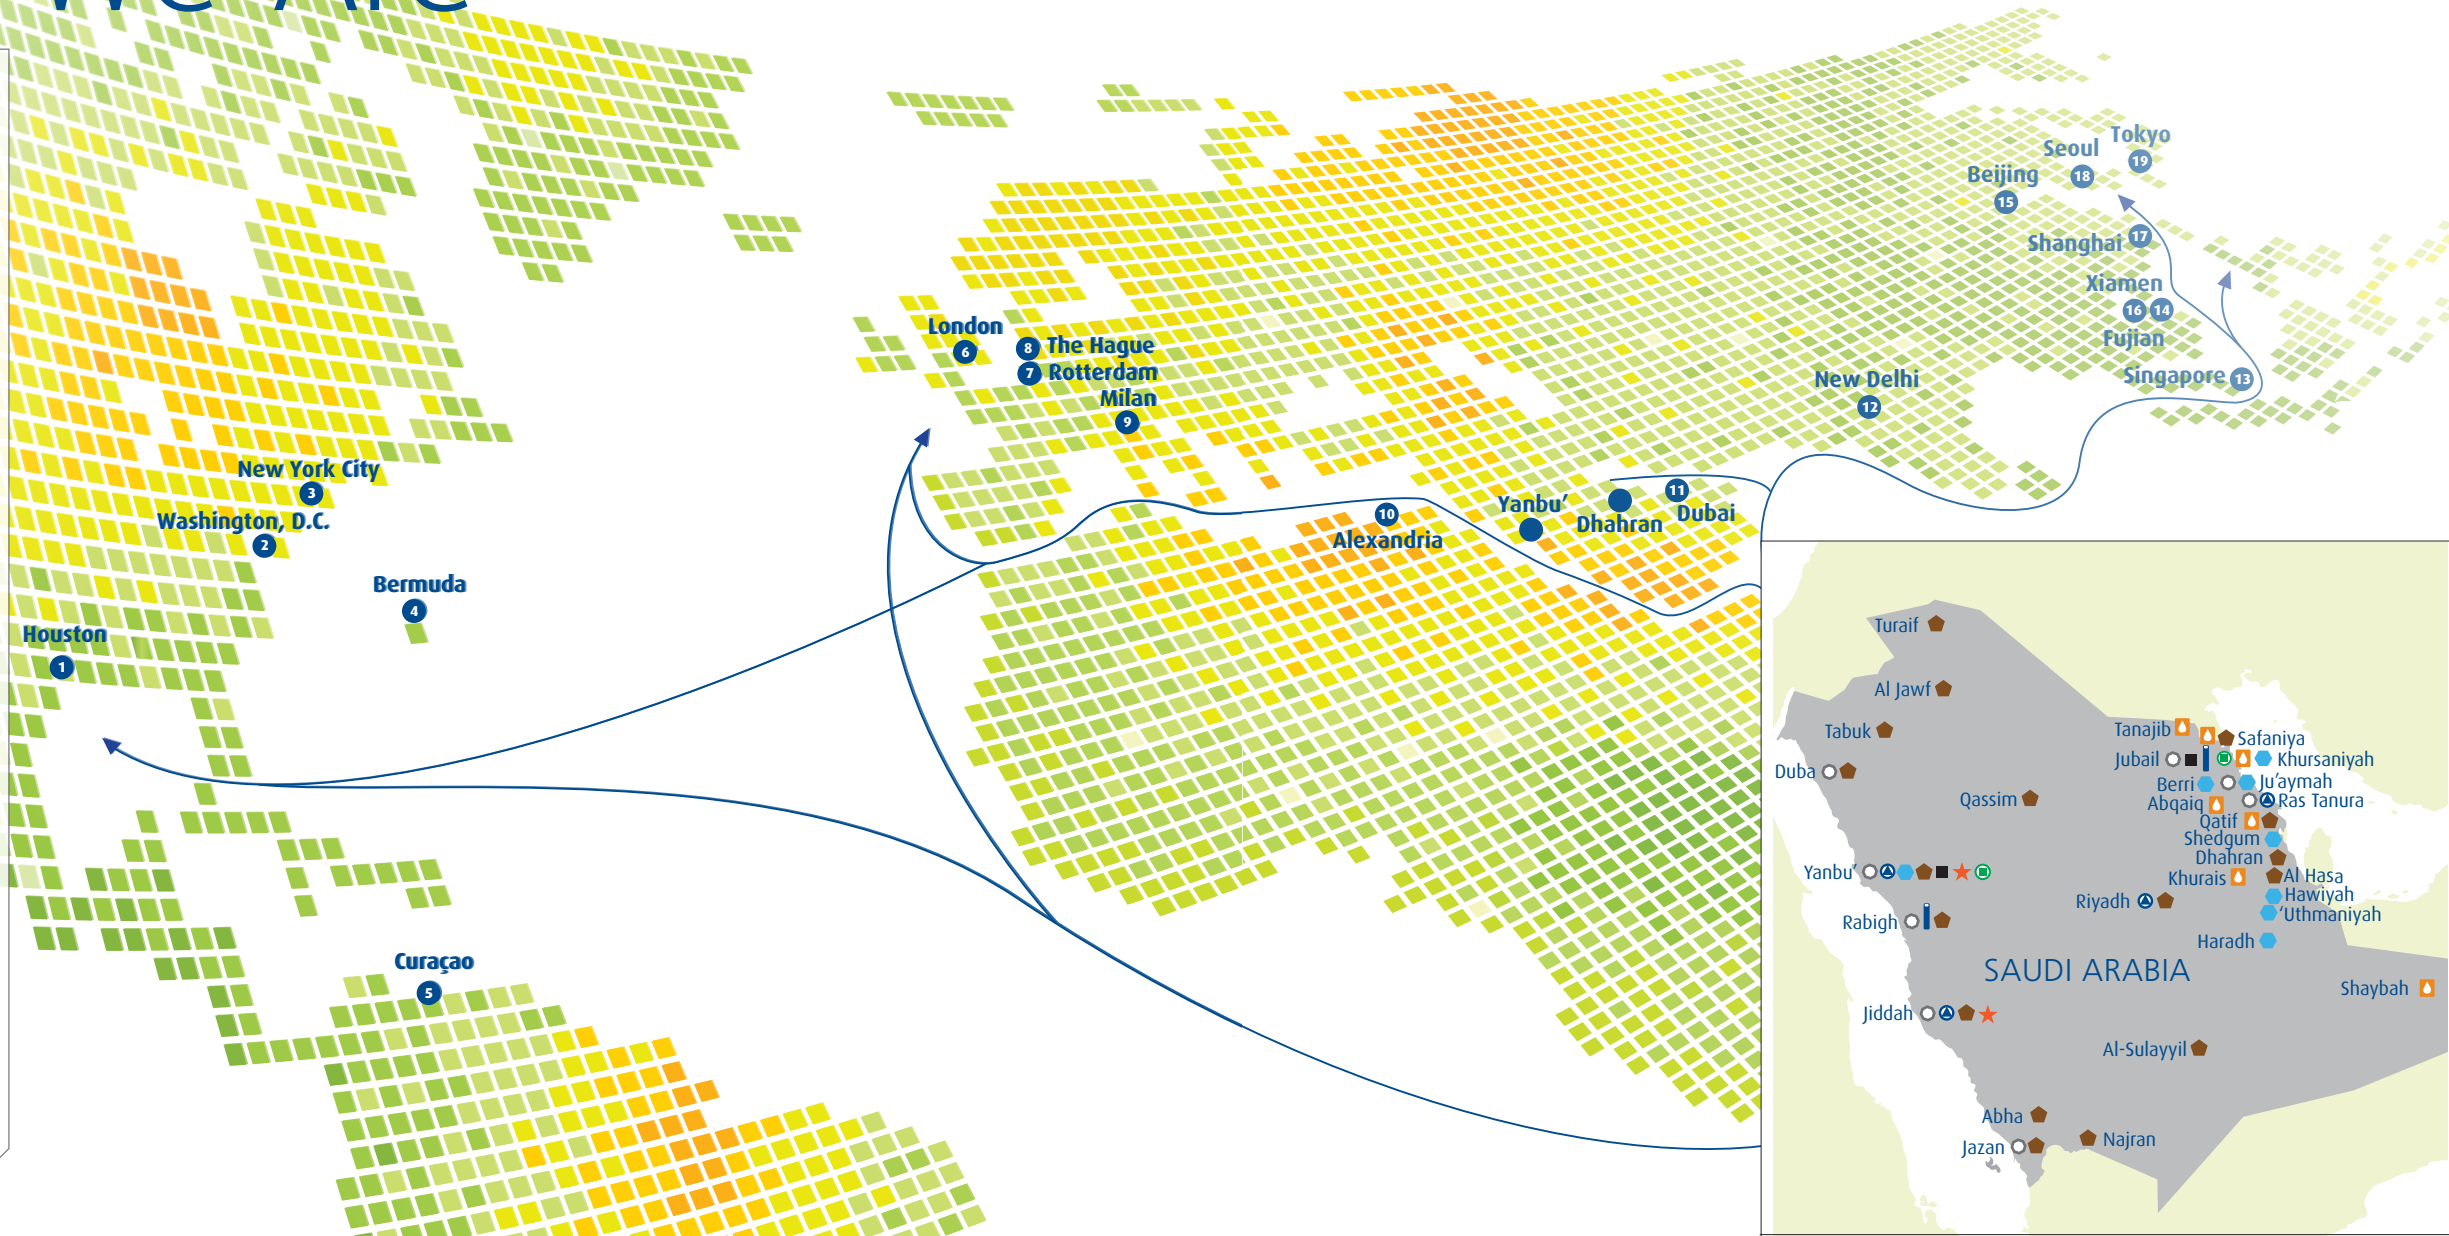 We Are
Tokyo
19
Seoul
18
Beijing
15
Shanghai 17
Xiamen
16 14
Fujian
Singapore 13
New Delhi
12
London
6
8 The Hague
7 Rotterdam
Milan
9
New York City
3
Washington, D.C.
2
Bermuda
4
Houston
1
Curaçao
5
10
Alexandria
Yanbu’
Dhahran
11
Dubai
Turaif
Al Jawf
Tabuk
Duba
Qassim
Tanajib
Safaniya
Jubail
Khursaniyah
Berri
Ju’aymah
Abqaiq
Ras Tanura
Qatif
Shedgum
Dhahran
Khurais
Al Hasa
Hawiyah
‘Uthmaniyah
Haradh
Yanbu’
Riyadh
Rabigh
SAUDI ARABIA
Shaybah
Jiddah
Al-Sulayyil
Abha
Jazan
Najran